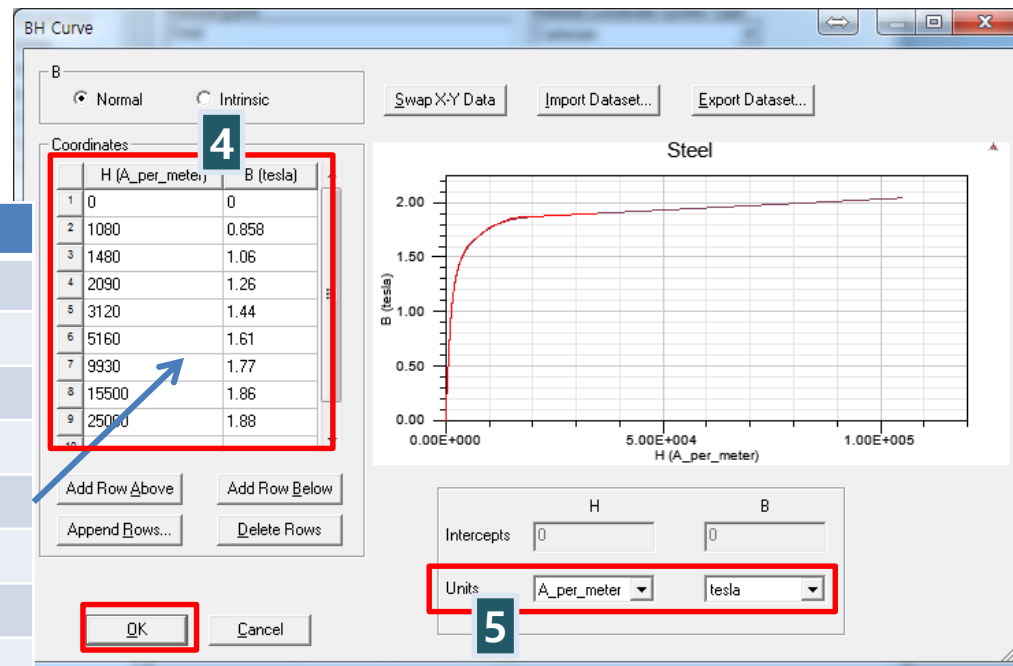 BH Curve
B
Normal
Intrinsic
Swap X-Y Data
Import Dataset...
Export Dataset...
Coordinates
4
H (A_per_meter) B (tesla)
1 0 0
2 1080 0.858
3 1480 1.06
4 2090 1.26
5 3120 1.44
6 5160 1.61
7 9930 1.77
8 15500 1.86
9 25000 1.88
10
Add Row Above
Add Row Below
Append Rows...
Delete Rows
OK
Cancel
Steel
B (tesla)
2.00
1.50
1.00
0.50
0.00
0.00E+000 5.00E+004 1.00E+005
H (A_per_meter)
H B
Intercepts 0 0
Units A_per_meter tesla
5